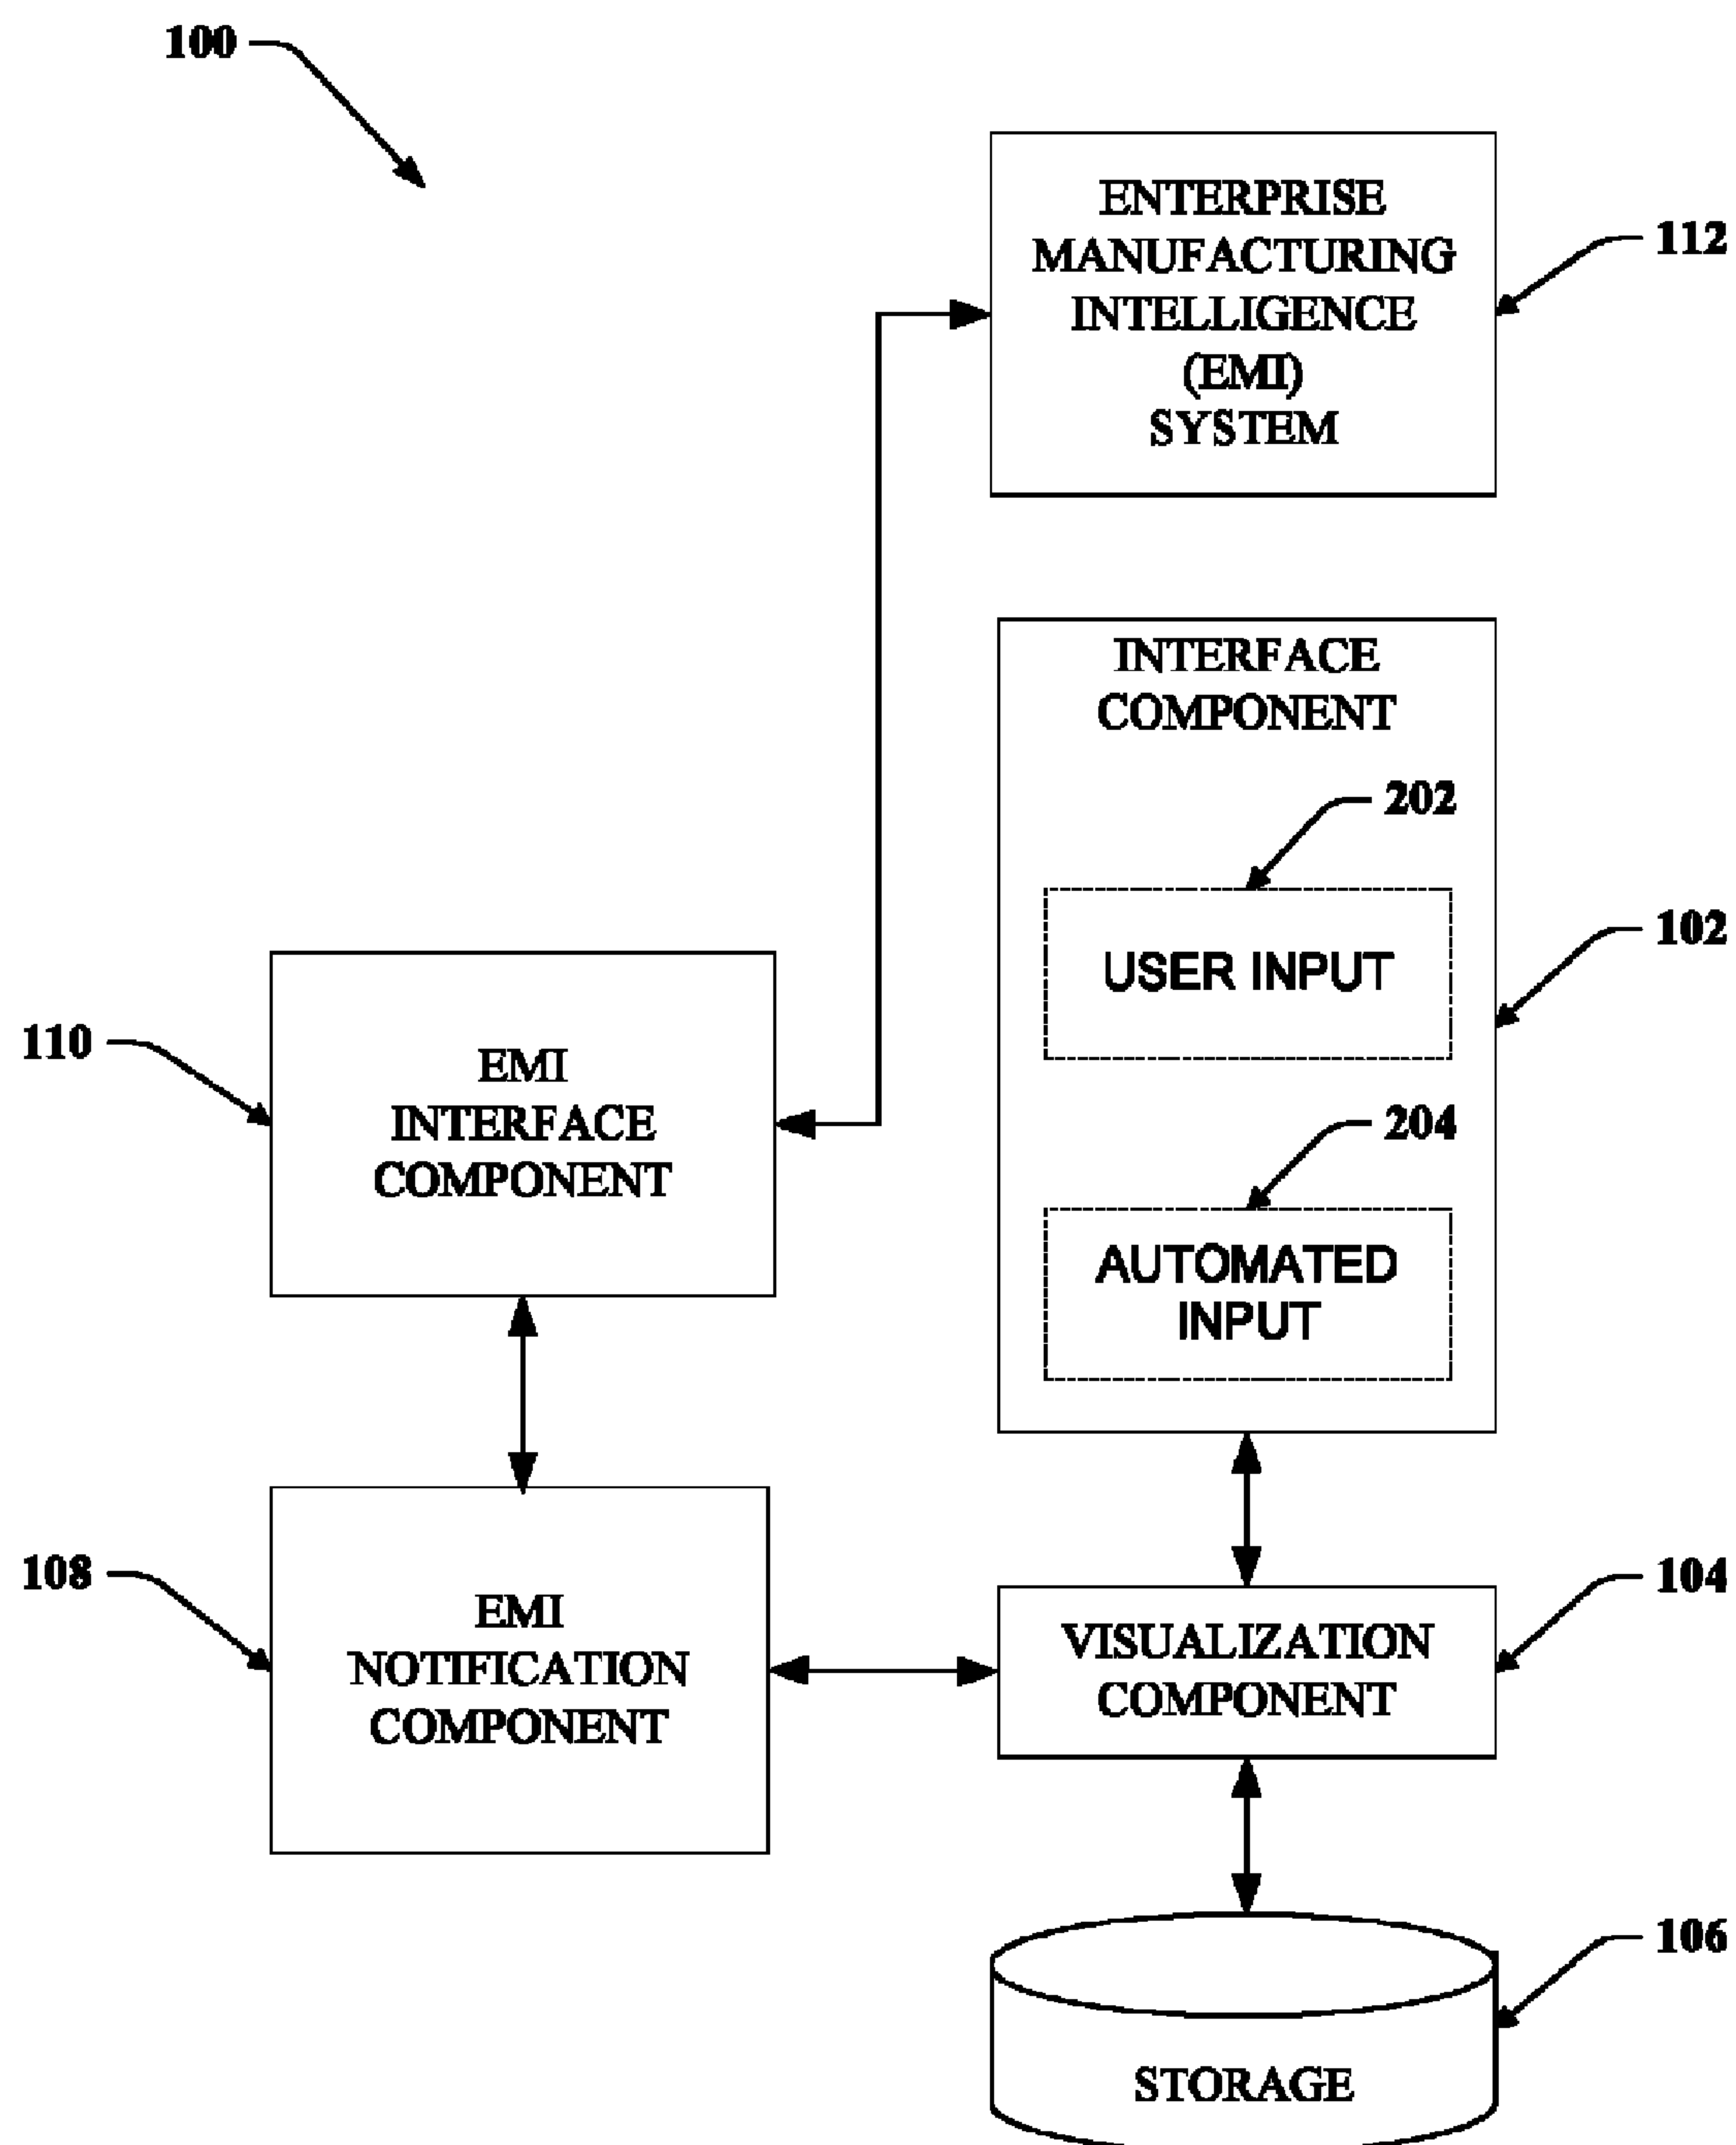 100
ENTERPRISE
MANUFACTURING
INTELLIGENCE
(EMI)
SYSTEM
112
INTERFACE
COMPONENT
202
USER INPUT
102
204
AUTOMATED
INPUT
110
EMI
INTERFACE
COMPONENT
108
EMI
NOTIFICATION
COMPONENT
VISUALIZATION
COMPONENT
104
106
STORAGE